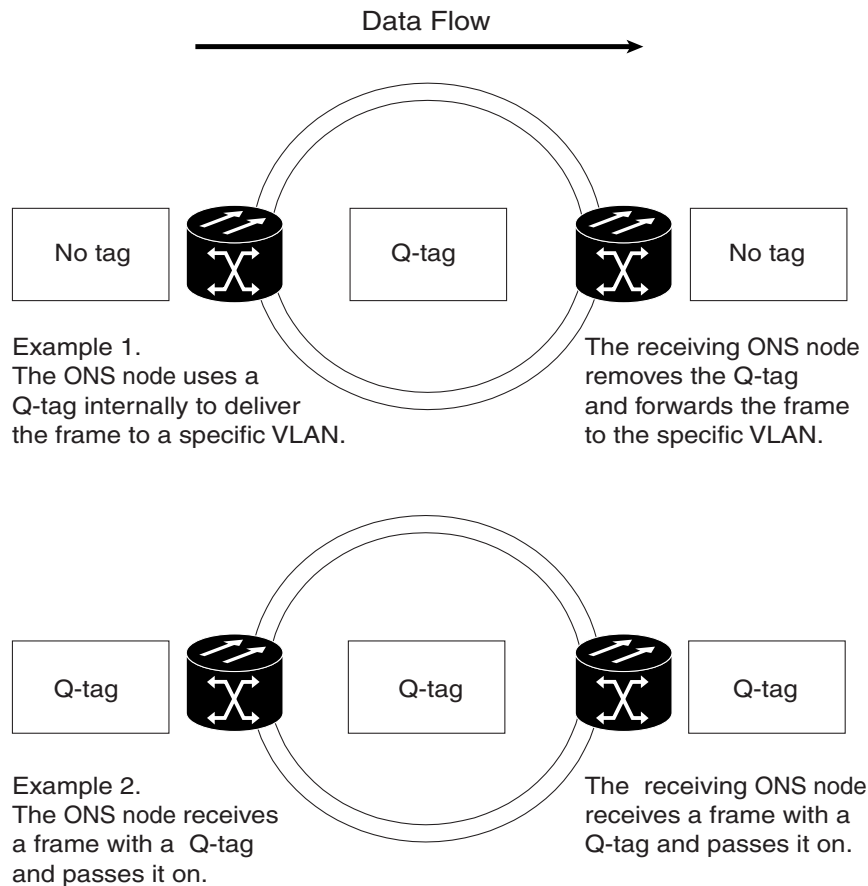 Data Flow
No tag
Q-tag
No tag
Example 1.
The ONS node uses a
Q-tag internally to deliver
the frame to a specific VLAN.
The receiving ONS node
removes the Q-tag
and forwards the frame
to the specific VLAN.
Q-tag
Q-tag
Q-tag
Example 2.
The ONS node receives
a frame with a Q-tag
and passes it on.
The receiving ONS node
receives a frame with a
Q-tag and passes it on.